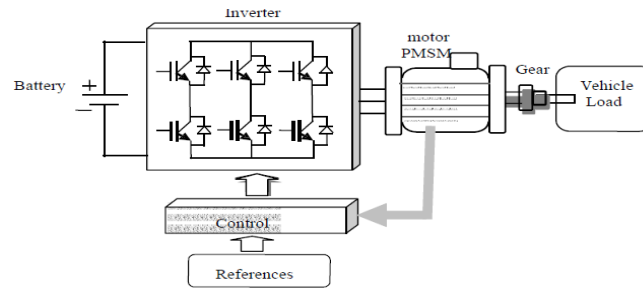 Inverter
motor
PMSM
Gear
Battery
+
−
Vehicle
Load
Control
References